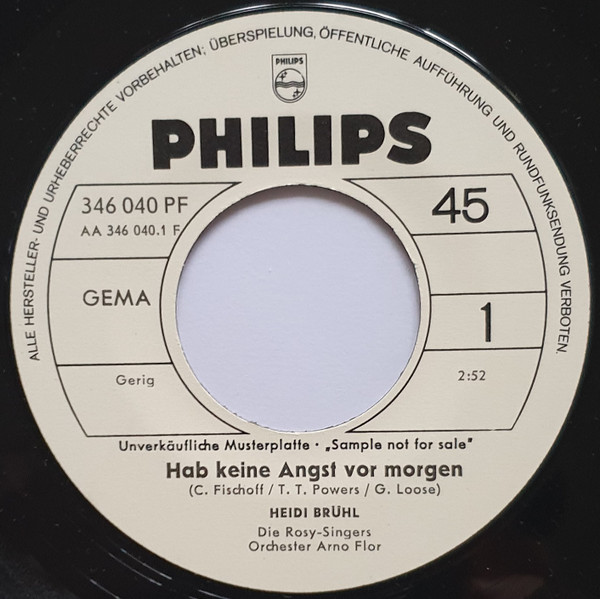 ALLE HERSTELLER- UND URHEBERRECHTE VORBEHALTEN; ÜBERSPIELUNG, ÖFFENTLICHE AUFFÜHRUNG UND RUNDFUNKSENDUNG VERBOTEN.
PHILIPS
PHILIPS
346 040 PF
AA 346 040.1 F
45
GEMA
1
Gerig
2:52
Unverkäufliche Musterplatte · „Sample not for sale"
Hab keine Angst vor morgen
(C. Fischoff / T. T. Powers / G. Loose)
HEIDI BRÜHL
Die Rosy-Singers
Orchester Arno Flor